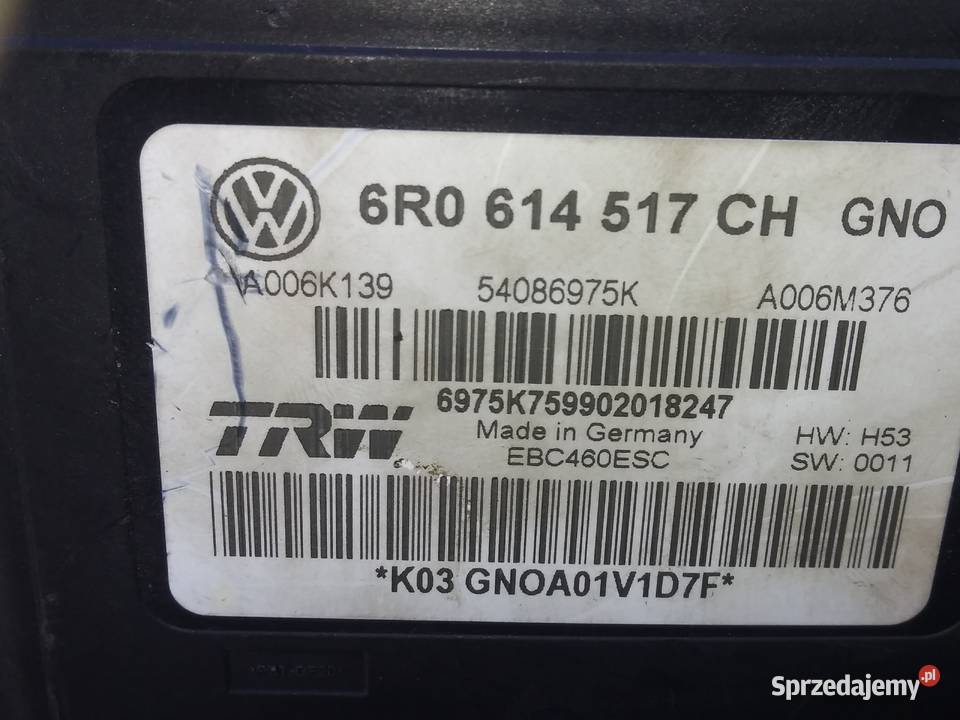 6R0 614 517 CH GNO
A006K139 54086975K A006M376
6975K759902018247
TRW
Made in Germany
HW: H53
EBC460ESC
SW: 0011
*K03 GNOA01V1D7F*
Sprzedajemy.pl